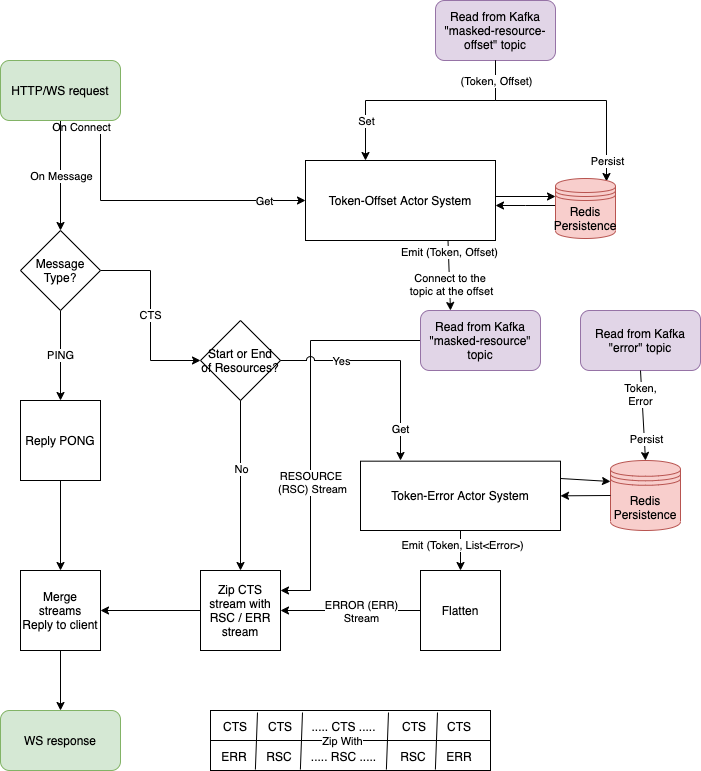 Read from Kafka
"masked-resource-
offset" topic
(Token, Offset)
HTTP/WS request
On Connect
Set
Persist
On Message
Get
Token-Offset Actor System
Redis
Persistence
Emit (Token, Offset)
Message
Type?
Connect to the
topic at the offset
CTS
Read from Kafka
"masked-resource"
topic
Read from Kafka
"error" topic
PING
Start or End
of Resources?
Yes
Token,
Error
Get
Persist
Reply PONG
No
RESOURCE
(RSC) Stream
Token-Error Actor System
Redis
Persistence
Emit (Token, List<Error>)
Merge
streams
Reply to client
Zip CTS
stream with
RSC / ERR
stream
ERROR (ERR)
Stream
Flatten
WS response
CTS CTS ..... CTS ..... CTS CTS
Zip With
ERR RSC ..... RSC ..... RSC ERR